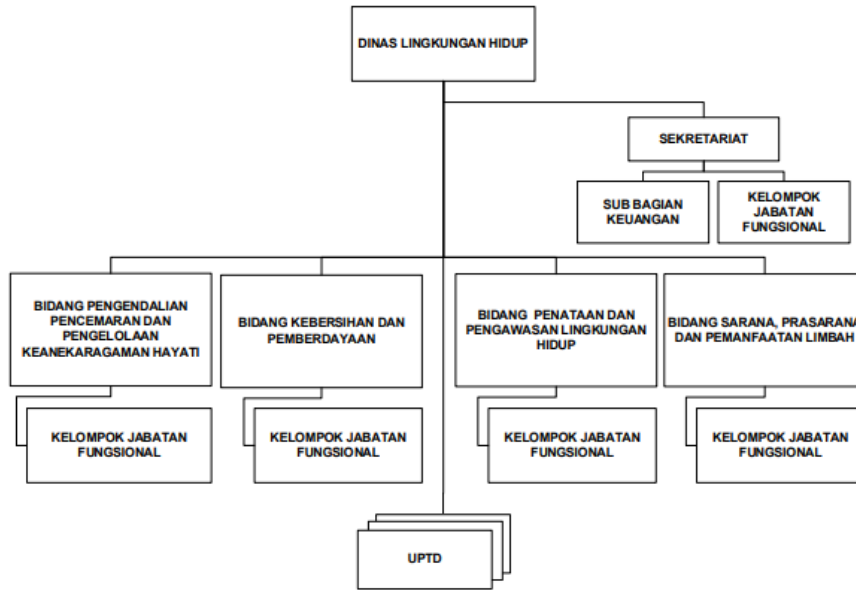 DINAS LINGKUNGAN HIDUP
SEKRETARIAT
SUB BAGIAN
KEUANGAN
KELOMPOK
JABATAN
FUNGSIONAL
BIDANG PENGENDALIAN
PENCEMARAN DAN
PENGELOLAAN
KEANEKARAGAMAN HAYATI
BIDANG KEBERSIHAN DAN
PEMBERDAYAAN
BIDANG PENATAAN DAN
PENGAWASAN LINGKUNGAN
HIDUP
BIDANG SARANA, PRASARANA
DAN PEMANFAATAN LIMBAH
KELOMPOK JABATAN
FUNGSIONAL
KELOMPOK JABATAN
FUNGSIONAL
KELOMPOK JABATAN
FUNGSIONAL
KELOMPOK JABATAN
FUNGSIONAL
UPTD